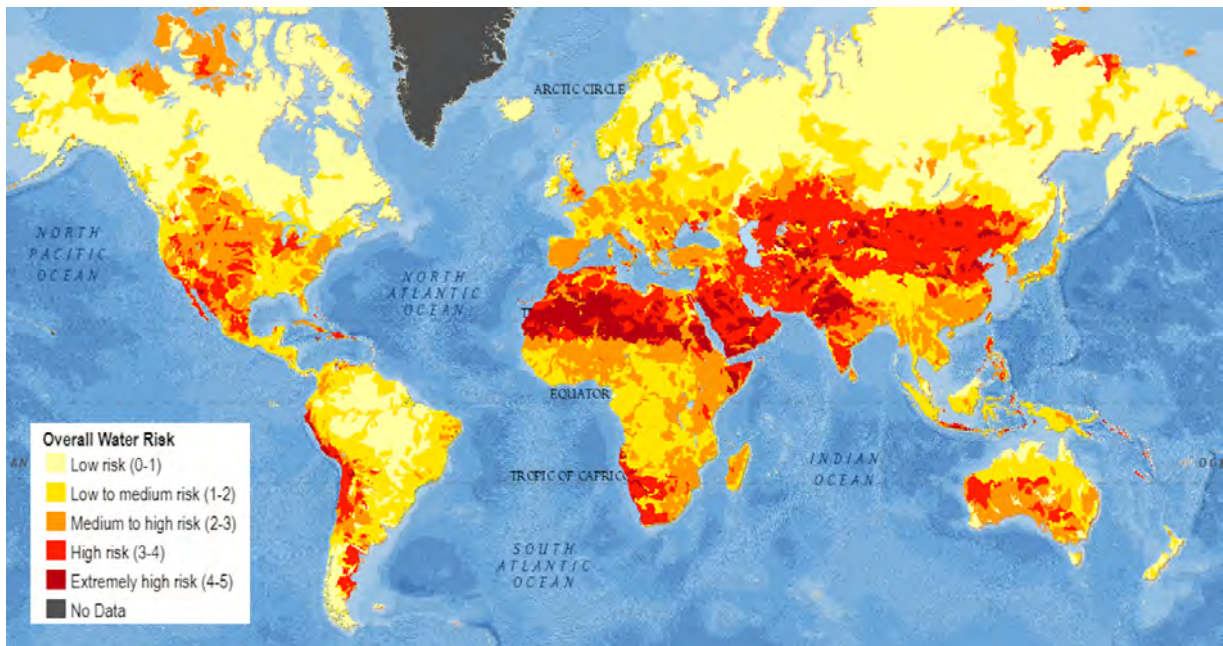 ARCTIC CIRCLE
NORTH
PACIFIC
OCEAN
NORTH
ATLANTIC
OCEAN
T
EQUATOR
TROPIC OF CAPRICO
INDIAN
OCEAN
SOUTH
ATLANTIC
OCEAN
AN
Overall Water Risk
Low risk (0-1)
Low to medium risk (1-2)
Medium to high risk (2-3)
High risk (3-4)
Extremely high risk (4-5)
No Data